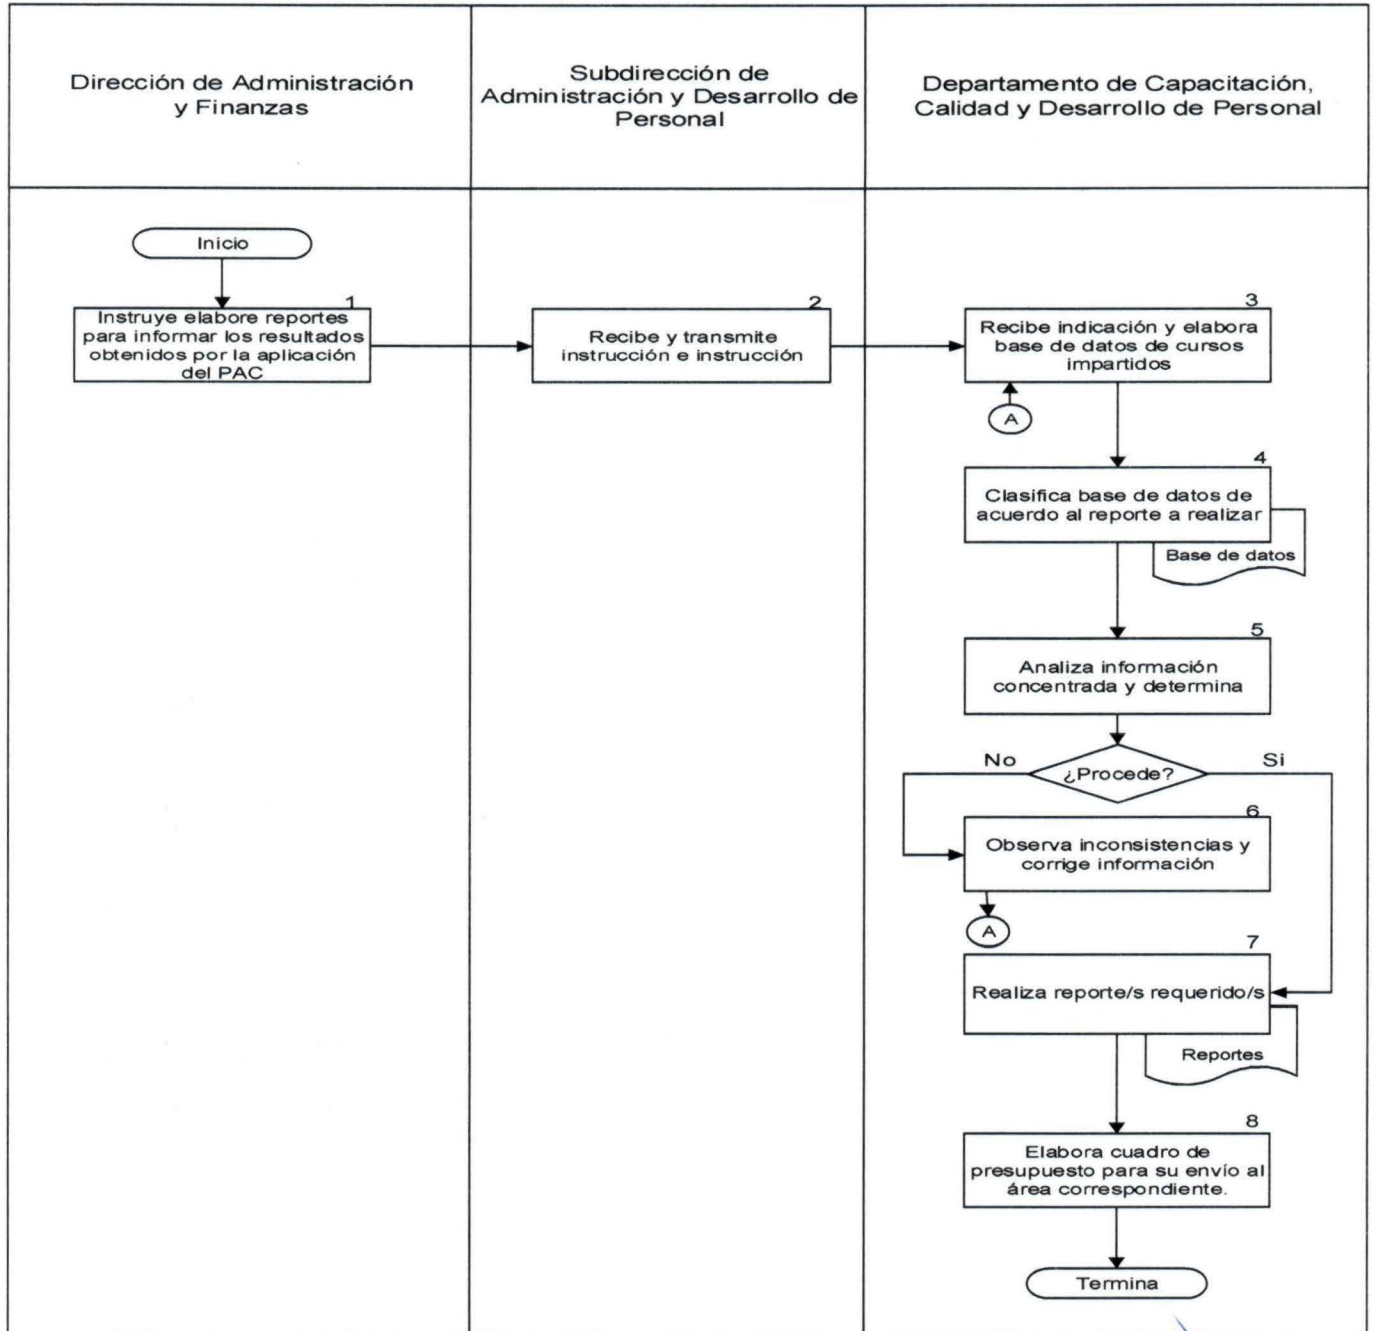 Dirección de Administración
y Finanzas
Subdirección de
Administración y Desarrollo de
Personal
Departamento de Capacitación,
Calidad y Desarrollo de Personal
Inicio
1
Instruye elabore reportes
para informar los resultados
obtenidos por la aplicación
del PAC
2
Recibe y transmite
instrucción e instrucción
3
Recibe indicación y elabora
base de datos de cursos
impartidos
A
4
Clasifica base de datos de
acuerdo al reporte a realizar
Base de datos
5
Analiza información
concentrada y determina
No
¿Procede?
Si
6
Observa inconsistencias y
corrige información
A
7
Realiza reporte/s requerido/s
Reportes
8
Elabora cuadro de
presupuesto para su envío al
área correspondiente.
Termina